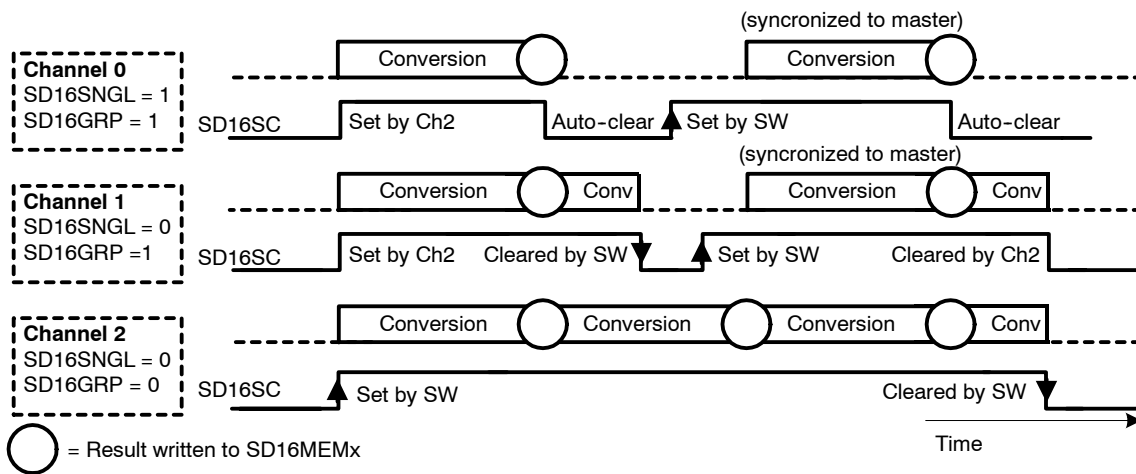 (syncronized to master)
Conversion
Conversion
Channel 0
SD16SNGL = 1
SD16GRP = 1
SD16SC
Set by Ch2
Auto-clear
Set by SW
Auto-clear
(syncronized to master)
Conversion
Conv
Conversion
Conv
Channel 1
SD16SNGL = 0
SD16GRP =1
SD16SC
Set by Ch2
Cleared by SW
Set by SW
Cleared by Ch2
Conversion
Conversion
Conversion
Conv
Channel 2
SD16SNGL = 0
SD16GRP = 0
SD16SC
Set by SW
Cleared by SW
= Result written to SD16MEMx
Time